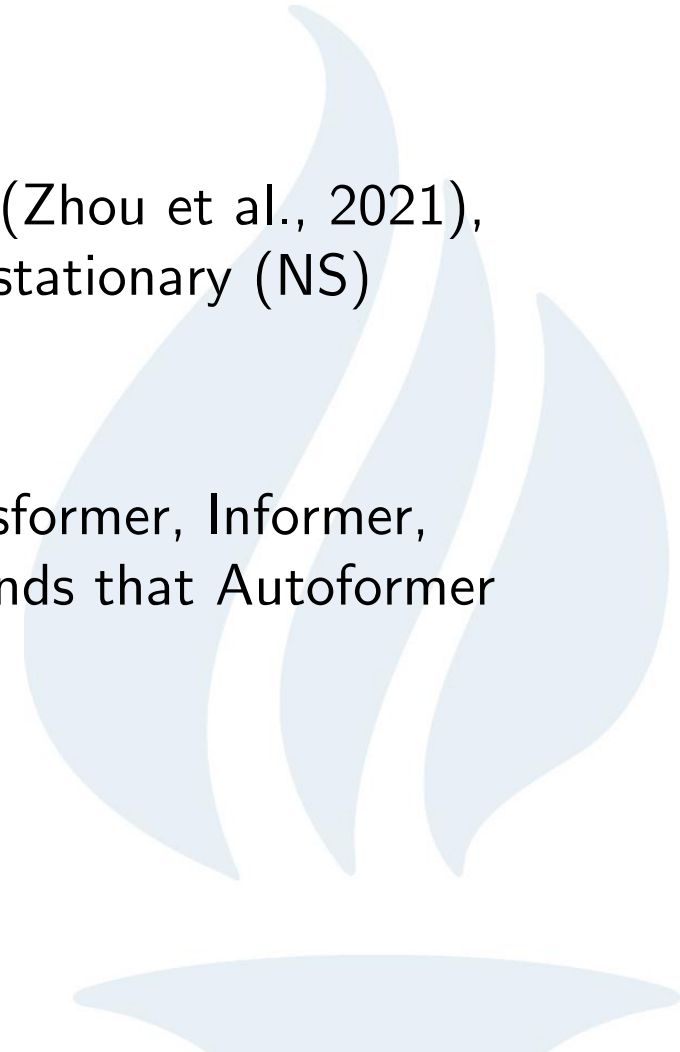 (Zhou et al., 2021),
stationary (NS)
sformer, Informer,
nds that Autoformer